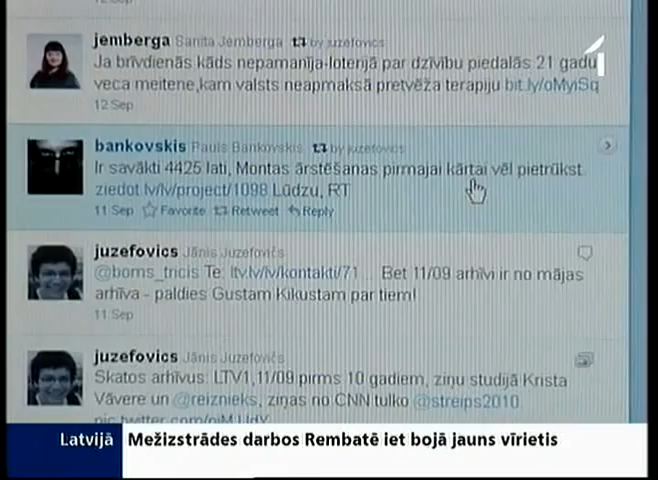 12 Sep
jemberga Sanita Jemberga by juzefovics
Ja brīvdienās kāds nepamanīja-loterijā par dzīvību piedalās 21 gadu
veca meitene,kam valsts neapmaksā pretvēža terapiju bit.ly/oMyiSq
12 Sep
bankovskis Pauls Bankovskis by juzefovics
Ir savākti 4425 lati, Montas ārstēšanas pirmajai kārtai vēl pietrūkst.
ziedot.lv/lv/project/1098 Lūdzu, RT
11 Sep Favorite Retweet Reply
juzefovics Jānis Juzefovičs
@boms_tricis Te: ltv.lv/lv/kontakti/71... Bet 11/09 arhīvi ir no mājas
arhīva - paldies Gustam Kikustam par tiem!
11 Sep
juzefovics Jānis Juzefovičs
Skatos arhīvus: LTV1,11/09 pirms 10 gadiem, ziņu studijā Krista
Vāvere un @reiznieks, ziņas no CNN tulko @streips2010.
1
Latvijā Mežizstrādes darbos Rembatē iet bojā jauns vīrietis